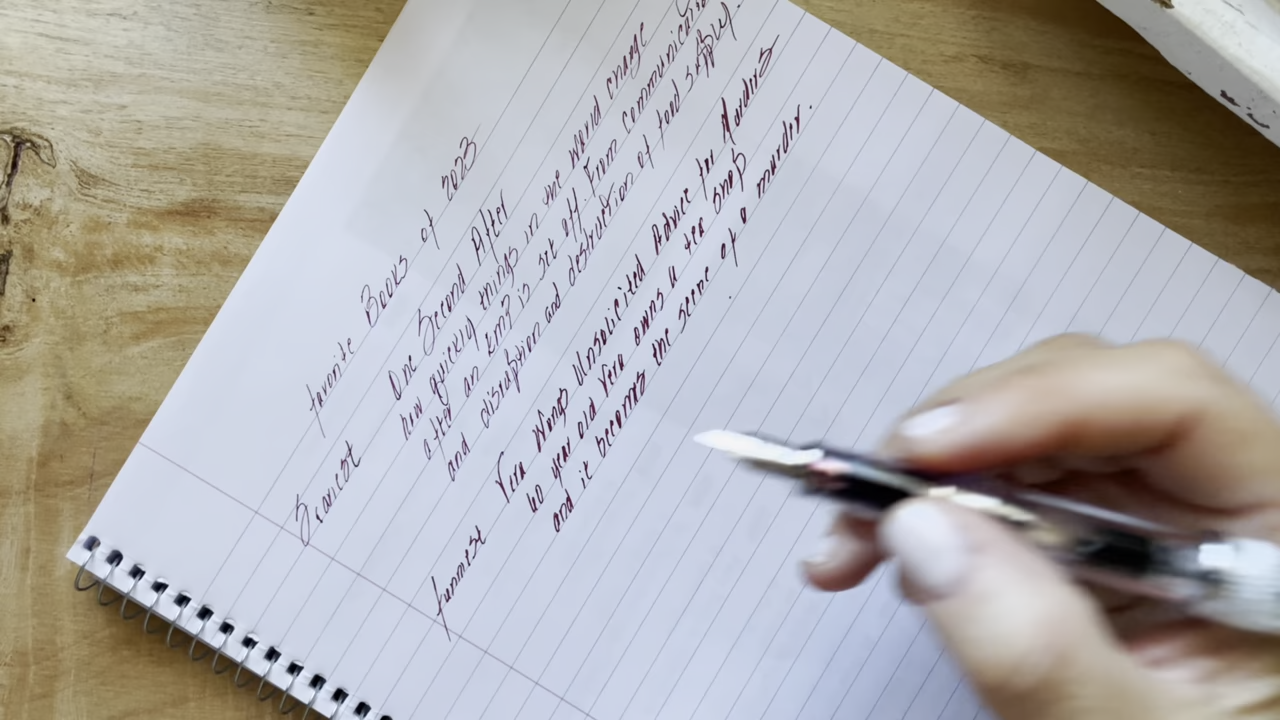 favorite Books of 2023
Scariest One Second After
how quickly things in the world change
after an EMP is set off. From communication
and disruption and destruction of food supply.
funniest Vera Wongs Unsolicited Advice for Murders
60 year old Vera owns a tea shop
and it becomes the scene of a murder.